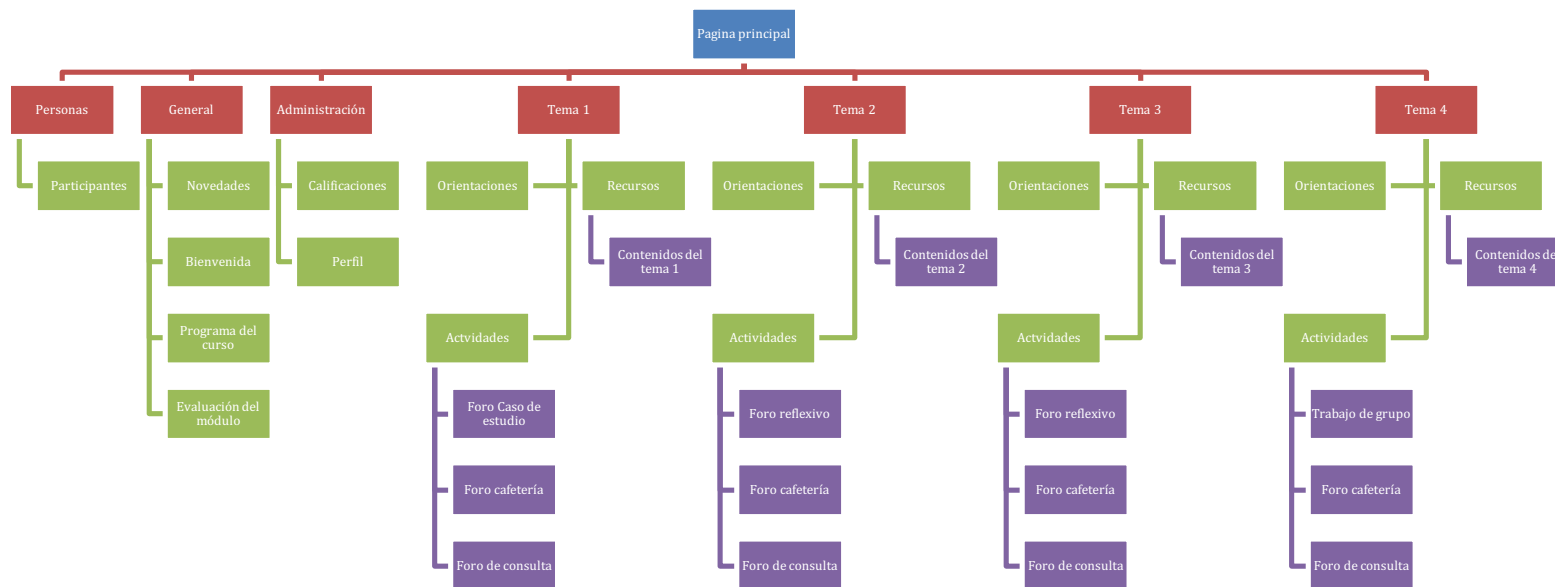 Pagina principal
Personas
General
Administración
Tema 1
Tema 2
Tema 3
Tema 4
Participantes
Novedades
Calificaciones
Orientaciones
Recursos
Orientaciones
Recursos
Orientaciones
Recursos
Orientaciones
Recursos
Bienvenida
Perfil
Contenidos del
tema 1
Contenidos del
tema 2
Contenidos del
tema 3
Contenidos del
tema 4
Programa del
curso
Actvidades
Actividades
Actvidades
Actividades
Evaluación del
módulo
Foro Caso de
estudio
Foro reflexivo
Foro reflexivo
Trabajo de grupo
Foro cafetería
Foro cafetería
Foro cafetería
Foro cafetería
Foro de consulta
Foro de consulta
Foro de consulta
Foro de consulta